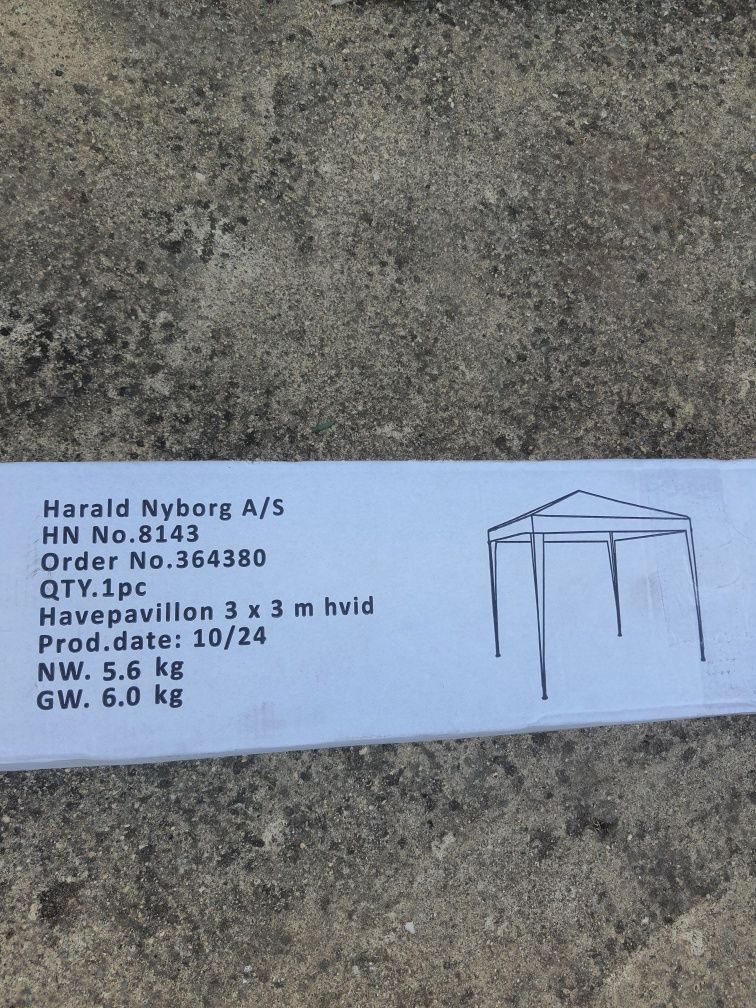 Harald Nyborg A/S
HN No.8143
Order No.364380
QTY.1pc
Havepavillon 3 x 3 m hvid
Prod.date: 10/24
NW. 5.6 kg
GW. 6.0 kg